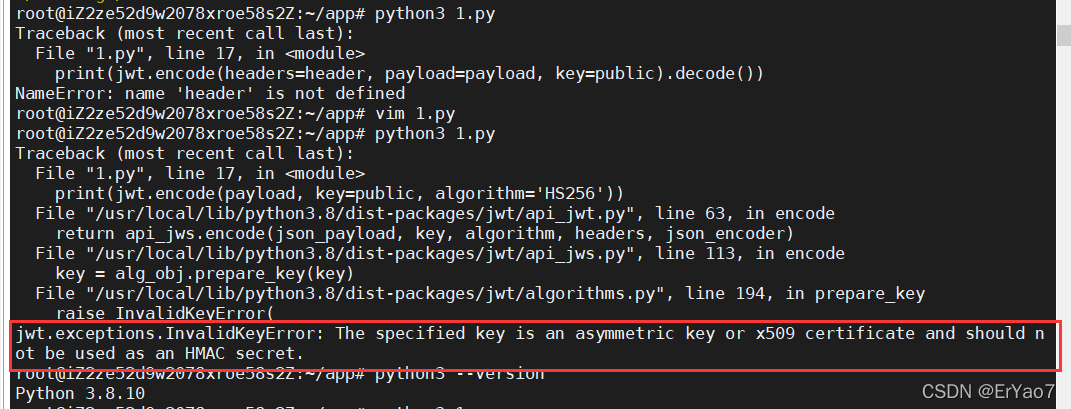 root@iZ2ze52d9w2078xroe58s2Z:~/app# python3 1.py
Traceback (most recent call last):
  File "1.py", line 17, in <module>
    print(jwt.encode(headers=header, payload=payload, key=public).decode())
NameError: name 'header' is not defined
root@iZ2ze52d9w2078xroe58s2Z:~/app# vim 1.py
root@iZ2ze52d9w2078xroe58s2Z:~/app# python3 1.py
Traceback (most recent call last):
  File "1.py", line 17, in <module>
    print(jwt.encode(payload, key=public, algorithm='HS256'))
  File "/usr/local/lib/python3.8/dist-packages/jwt/api_jwt.py", line 63, in encode
    return api_jws.encode(json_payload, key, algorithm, headers, json_encoder)
  File "/usr/local/lib/python3.8/dist-packages/jwt/api_jws.py", line 113, in encode
    key = alg_obj.prepare_key(key)
  File "/usr/local/lib/python3.8/dist-packages/jwt/algorithms.py", line 194, in prepare_key
    raise InvalidKeyError(
jwt.exceptions.InvalidKeyError: The specified key is an asymmetric key or x509 certificate and should n
ot be used as an HMAC secret.
root@iZ2ze52d9w2078xroe58s2Z:~/app# python3 --version
Python 3.8.10
CSDN @ErYao7